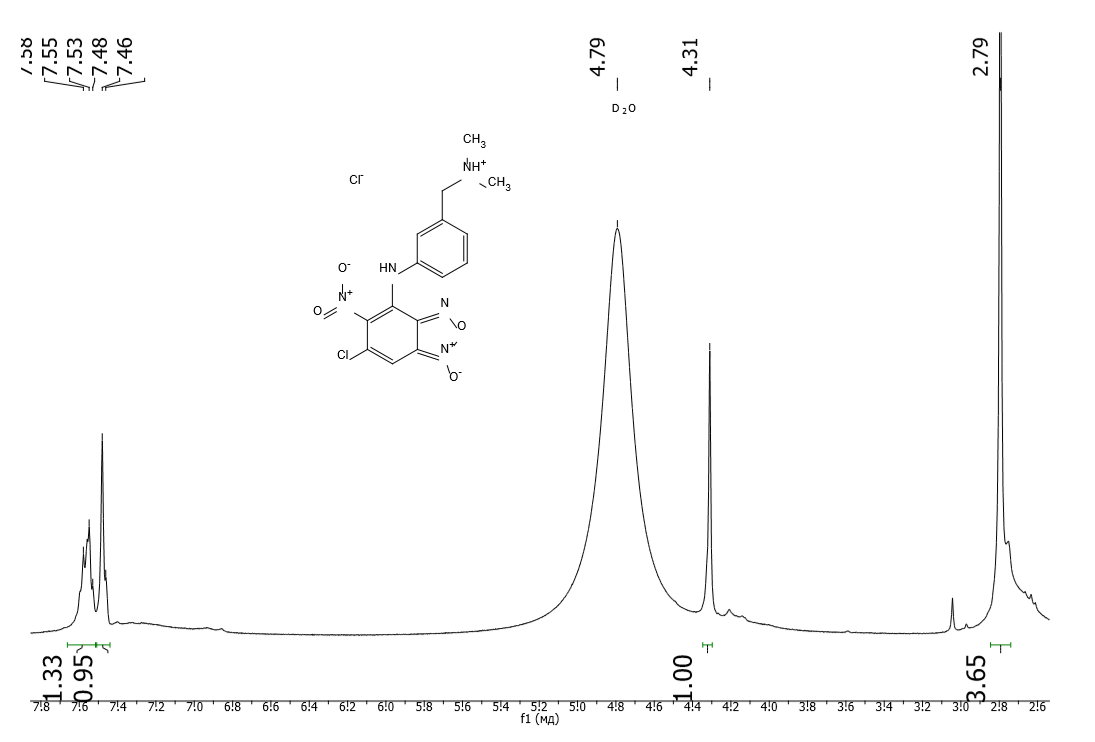 7.58
7.55
7.53
7.48
7.46
4.79
4.31
2.79
D2O
CH3
NH+
CH3
Cl-
HN
O-
N+
O
N
O
Cl
N+
O-
1.33
0.95
1.00
3.65
7.8 7.6 7.4 7.2 7.0 6.8 6.6 6.4 6.2 6.0 5.8 5.6 5.4 5.2 5.0 4.8 4.6 4.4 4.2 4.0 3.8 3.6 3.4 3.2 3.0 2.8 2.6
f1 (мд)